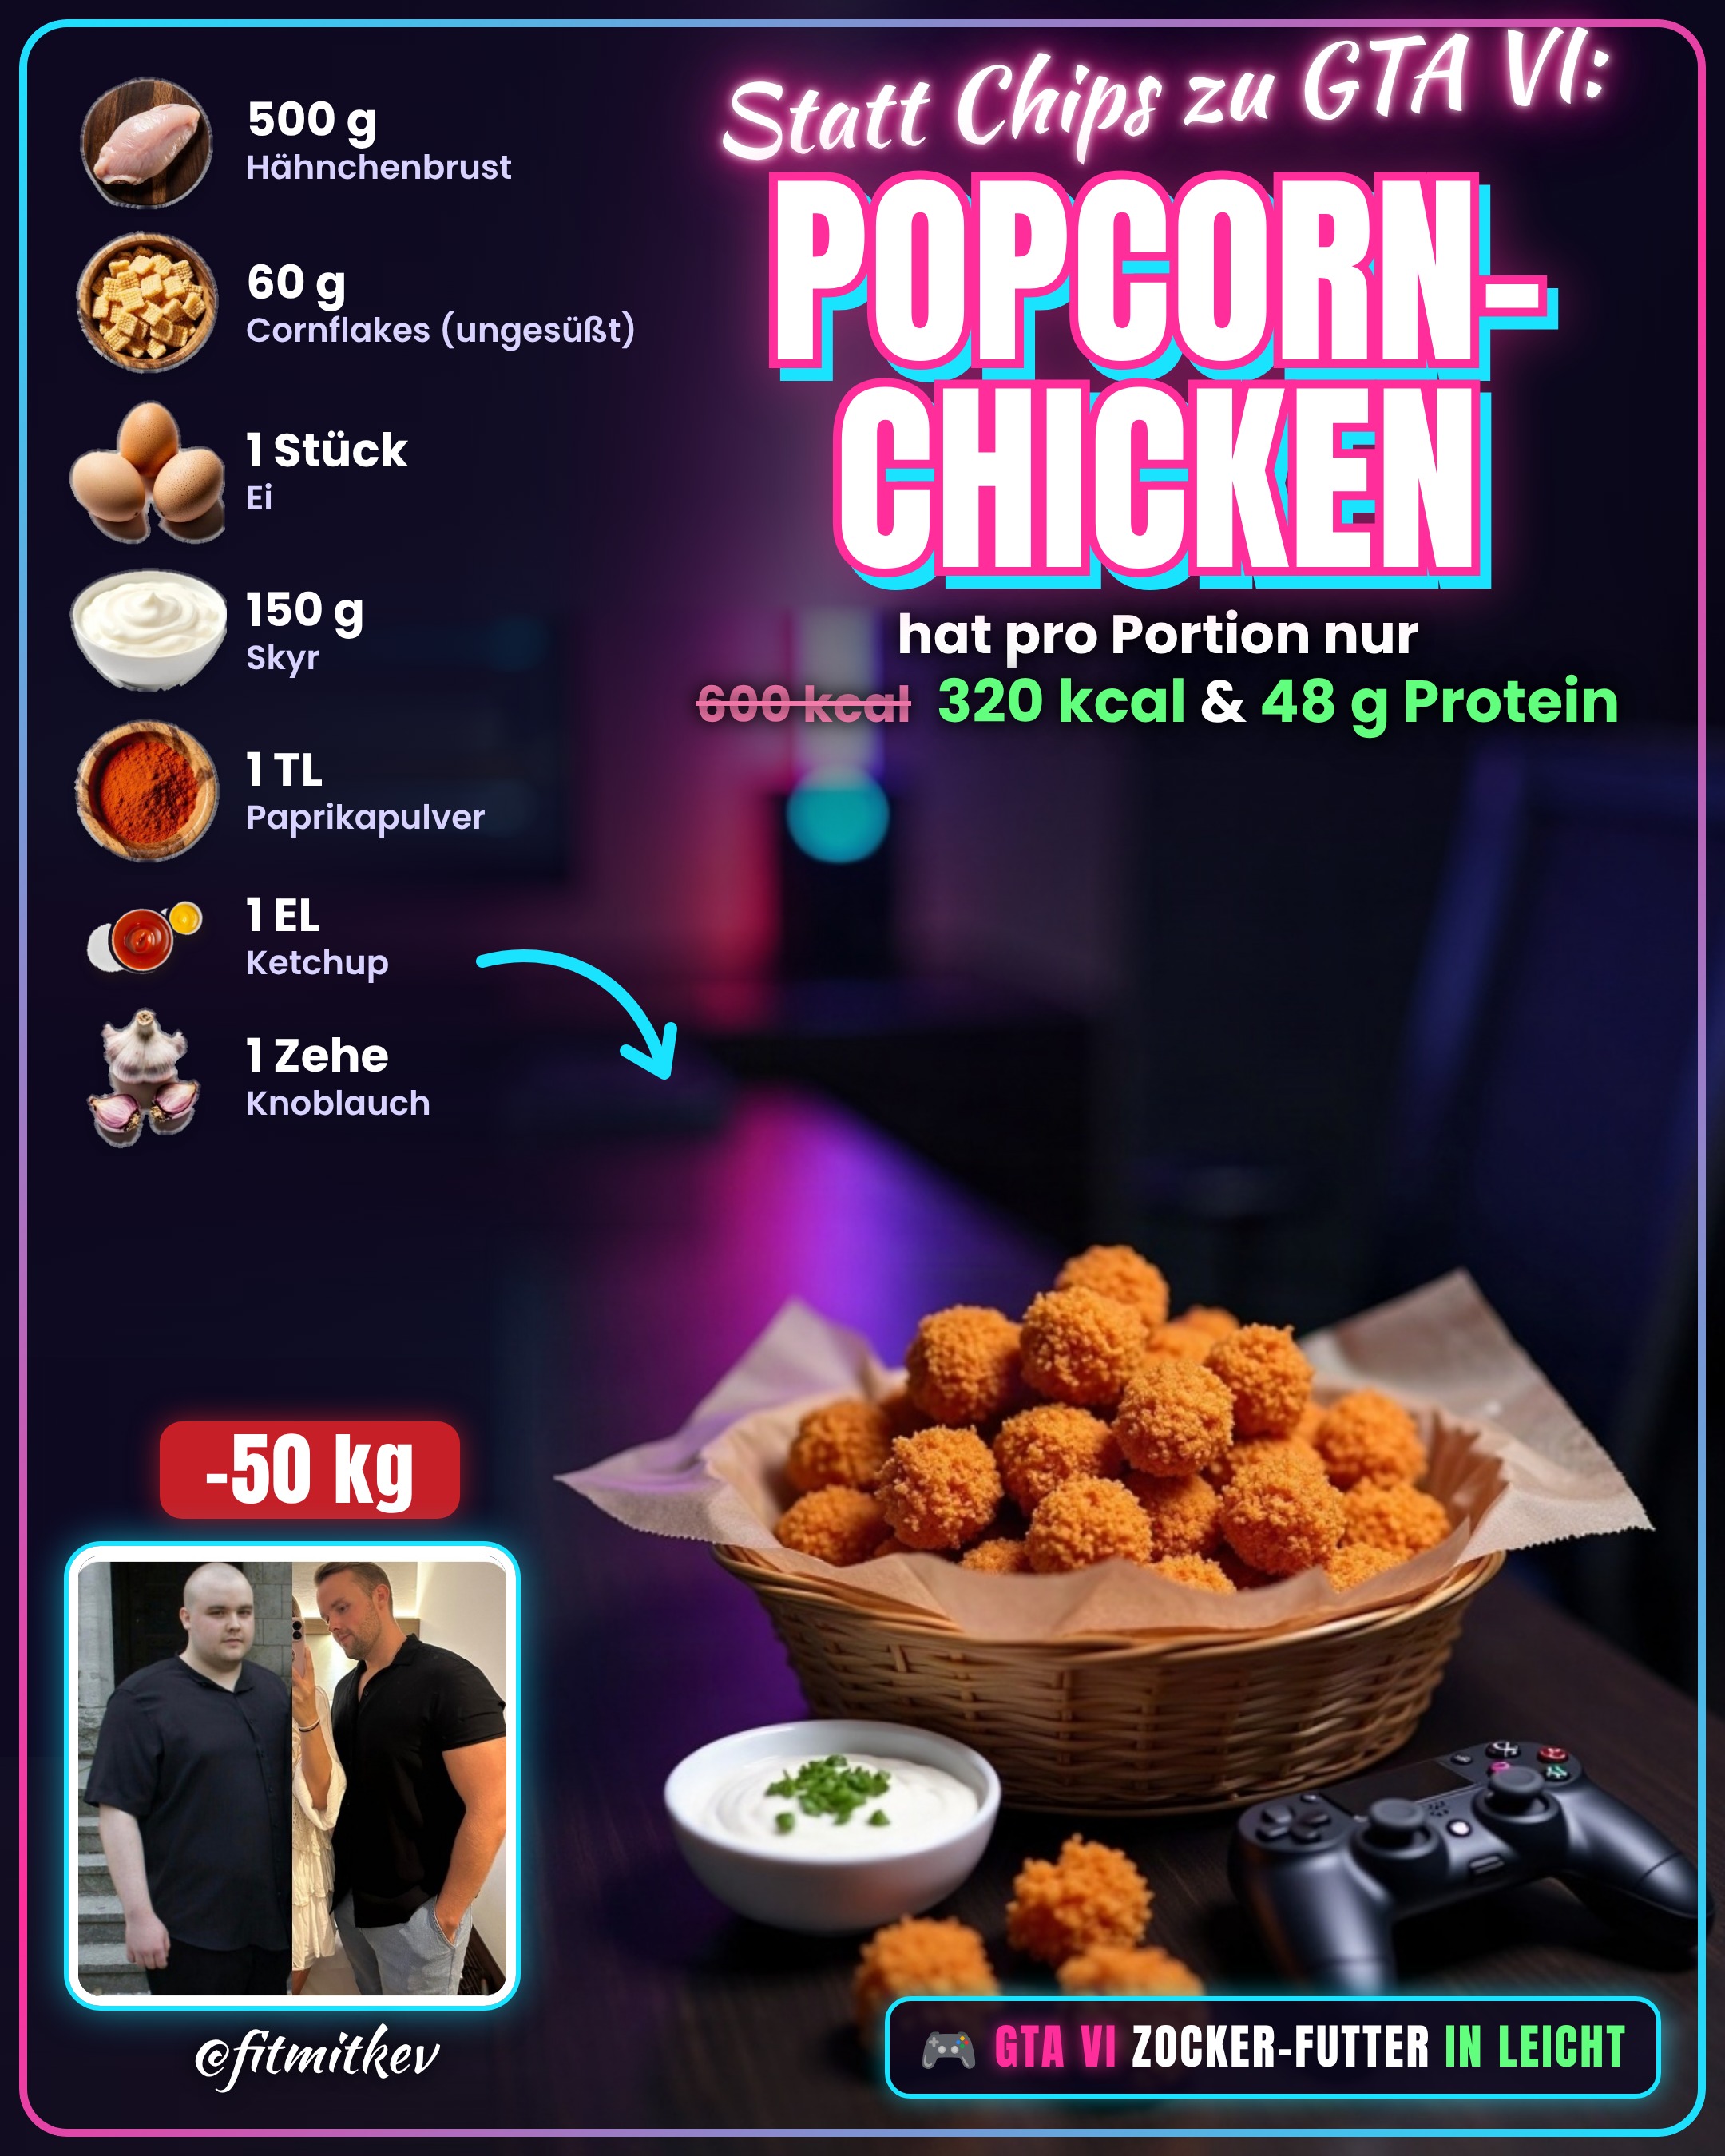 Statt Chips zu GTA VI:
POPCORN-
CHICKEN
hat pro Portion nur
600 kcal 320 kcal & 48 g Protein
500 g
Hähnchenbrust
60 g
Cornflakes (ungesüßt)
1 Stück
Ei
150 g
Skyr
1 TL
Paprikapulver
1 EL
Ketchup
1 Zehe
Knoblauch
-50 kg
@fitmitkev
🎮 GTA VI ZOCKER-FUTTER IN LEICHT